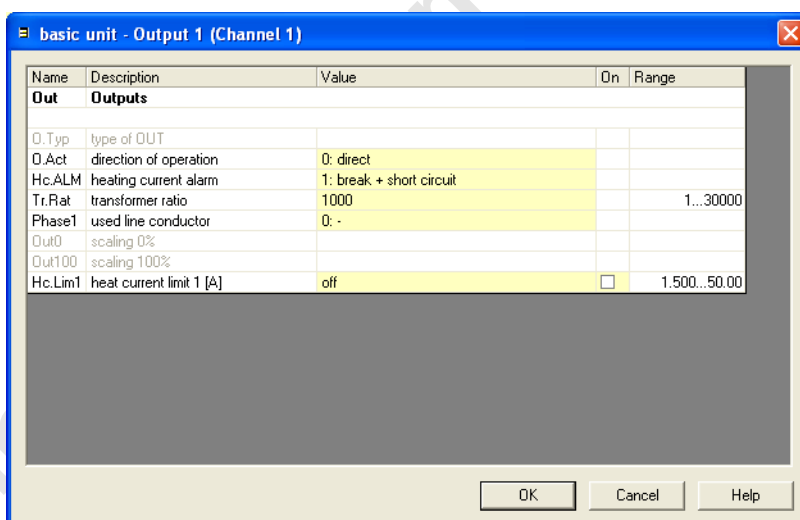 basic unit - Output 1 (Channel 1)
Name Description Value On Range
Out Outputs
O.Typ type of OUT
O.Act direction of operation 0: direct
Hc.ALM heating current alarm 1: break + short circuit
Tr.Rat transformer ratio 1000 1...30000
Phase1 used line conductor 0: -
Out0 scaling 0%
Out100 scaling 100%
Hc.Lim1 heat current limit 1 [A] off 1.500...50.00
OK Cancel Help